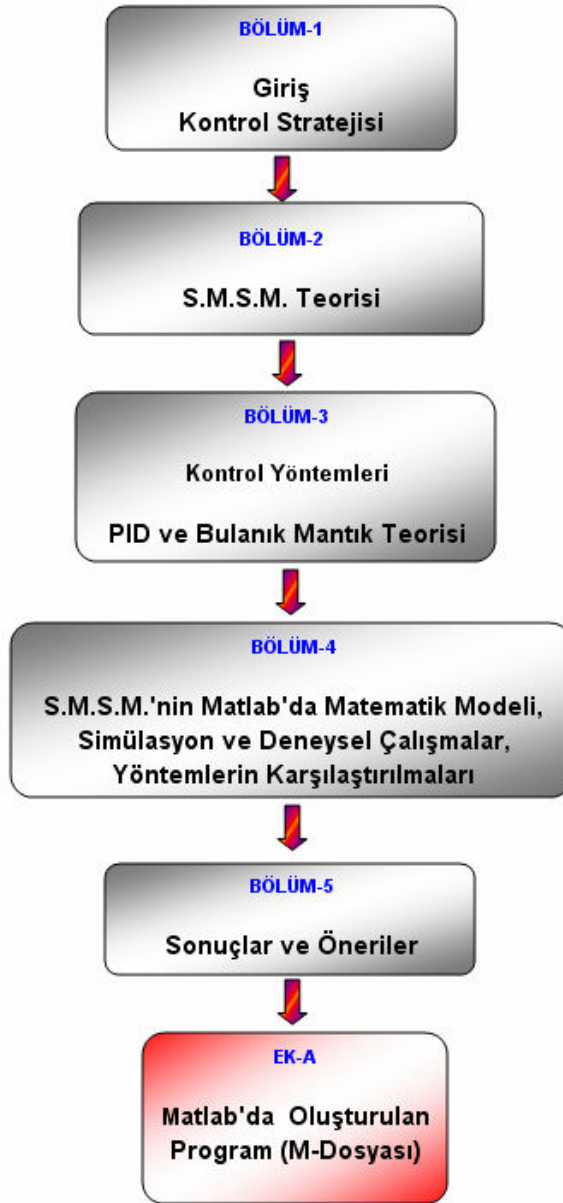 BÖLÜM-1
Giriş
Kontrol Stratejisi
BÖLÜM-2
S.M.S.M. Teorisi
BÖLÜM-3
Kontrol Yöntemleri
PID ve Bulanık Mantık Teorisi
BÖLÜM-4
S.M.S.M.'nin Matlab'da Matematik Modeli,
Simülasyon ve Deneysel Çalışmalar,
Yöntemlerin Karşılaştırılmaları
BÖLÜM-5
Sonuçlar ve Öneriler
EK-A
Matlab'da Oluşturulan
Program (M-Dosyası)